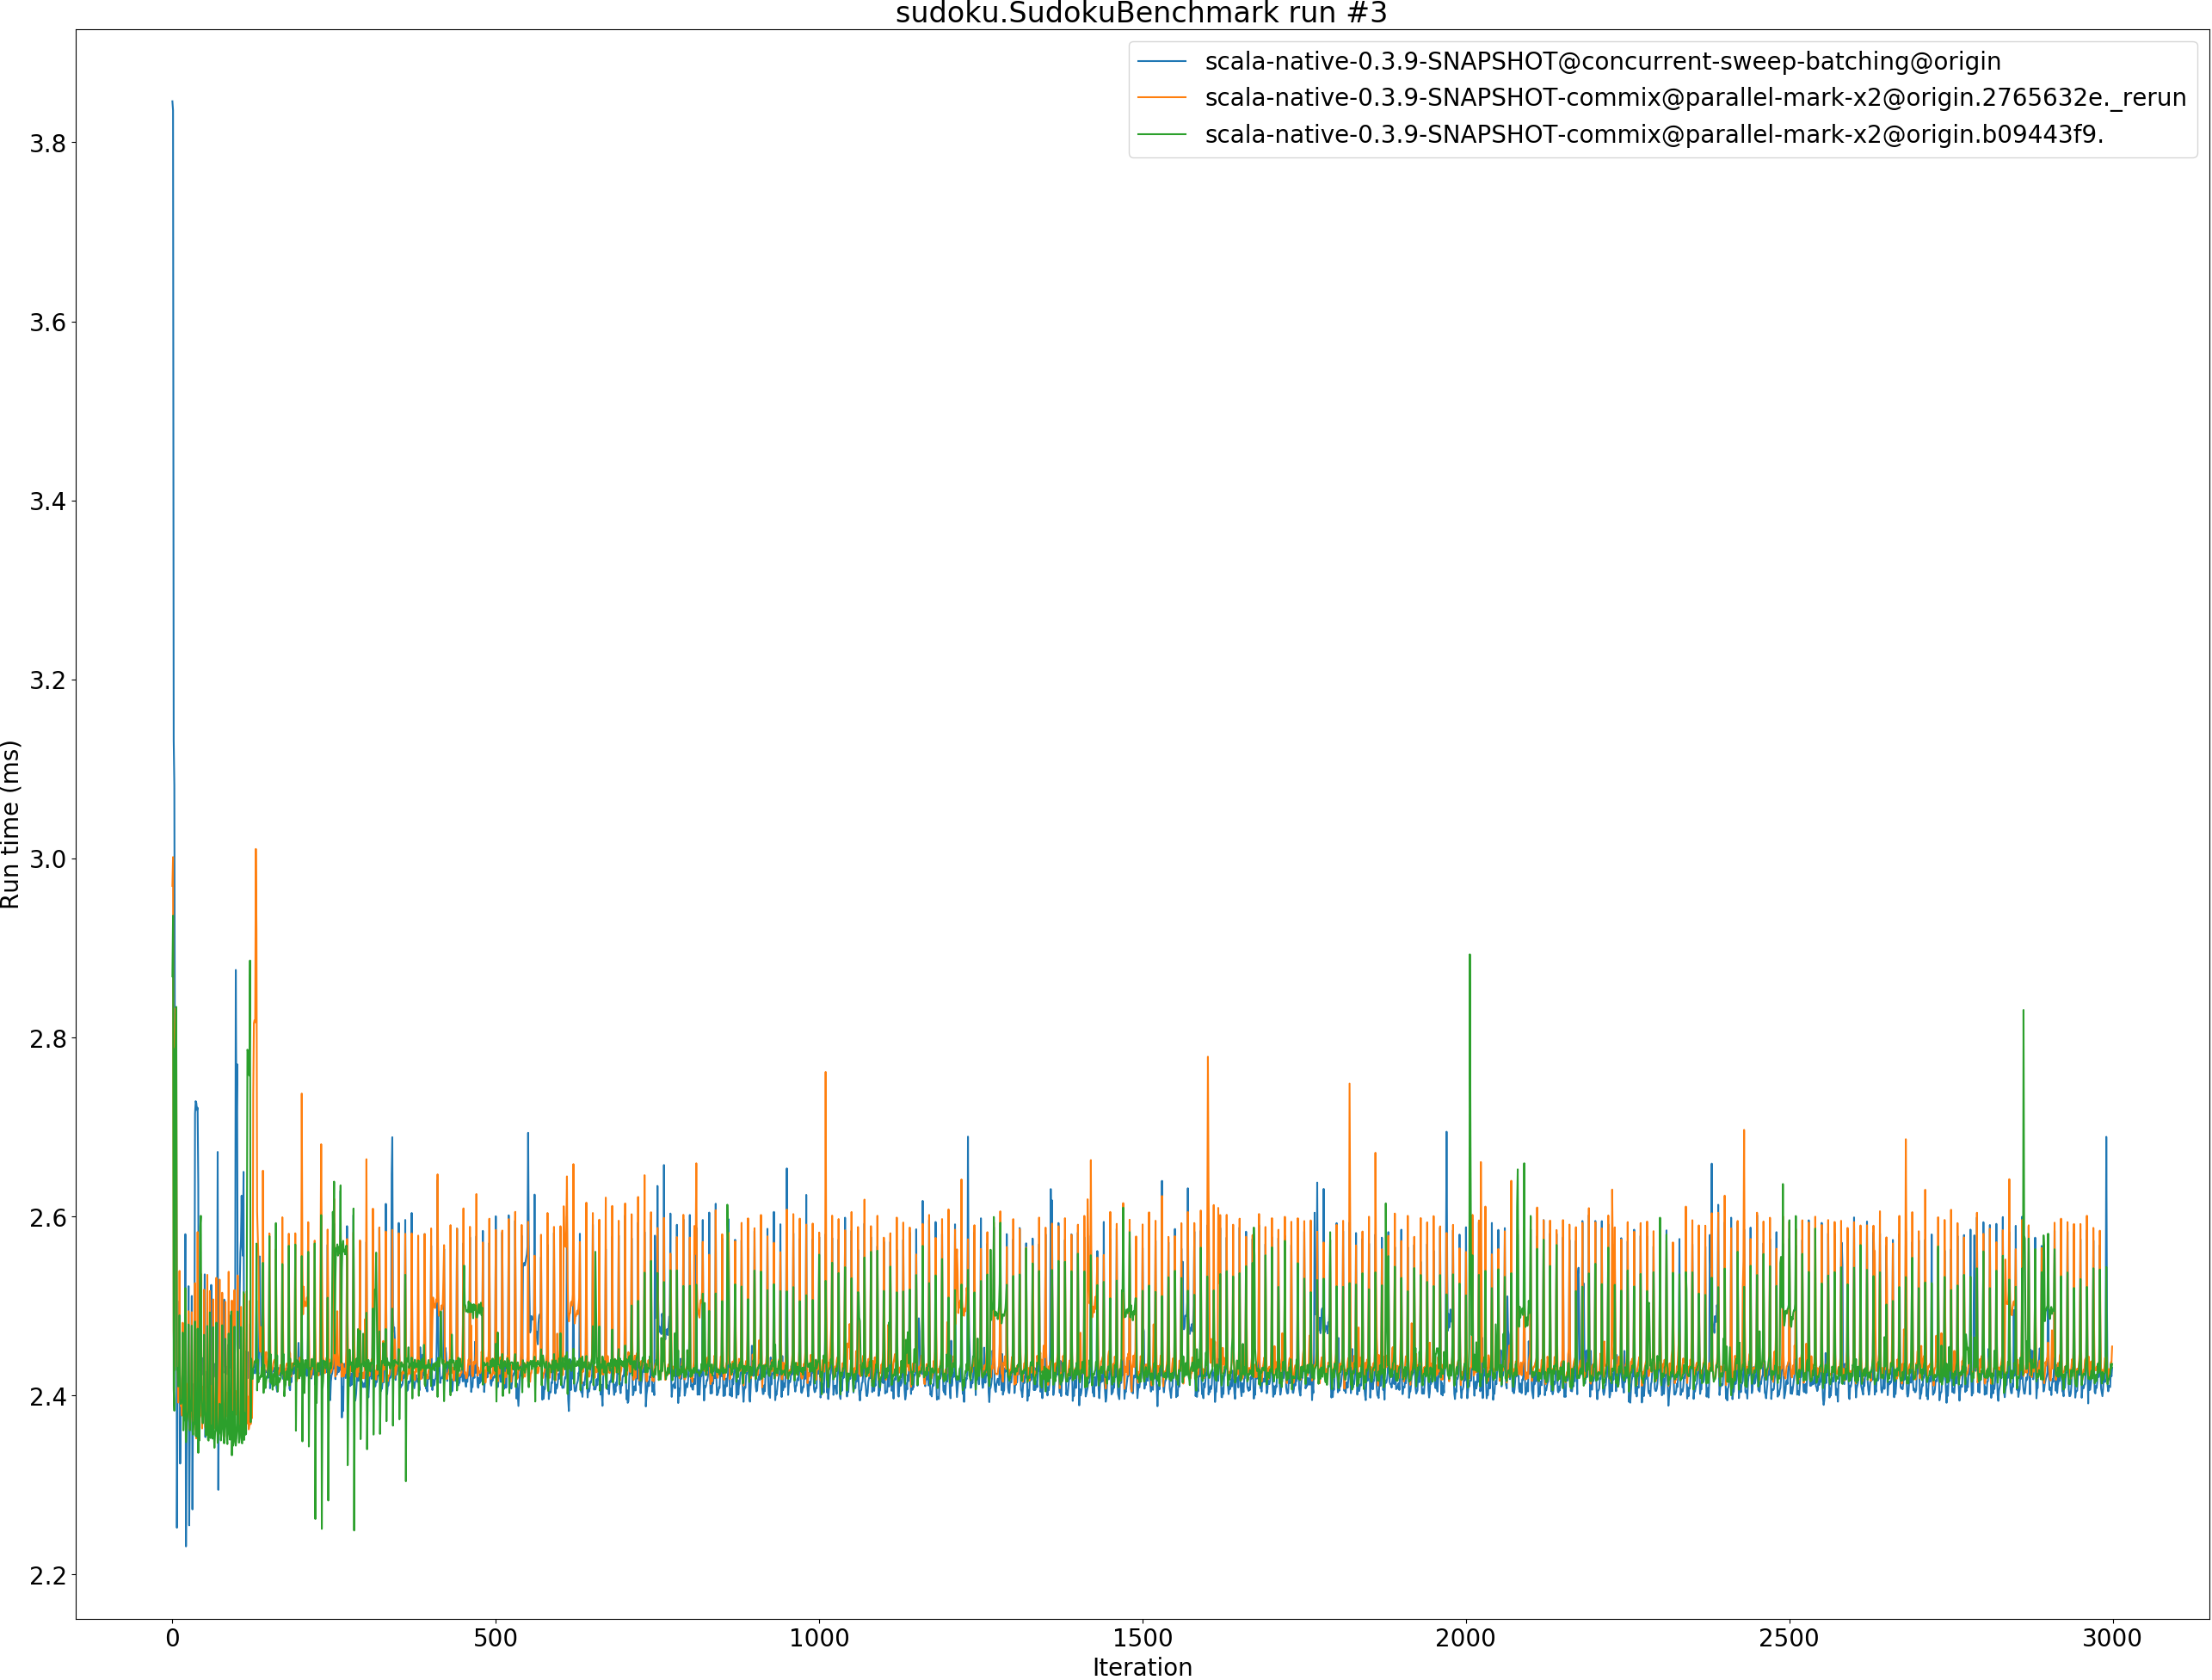 sudoku.SudokuBenchmark run #3
scala-native-0.3.9-SNAPSHOT@concurrent-sweep-batching@origin
scala-native-0.3.9-SNAPSHOT-commix@parallel-mark-x2@origin.2765632e._rerun
scala-native-0.3.9-SNAPSHOT-commix@parallel-mark-x2@origin.b09443f9.
Run time (ms)
3.8
3.6
3.4
3.2
3.0
2.8
2.6
2.4
2.2
0 500 1000 1500 2000 2500 3000
Iteration